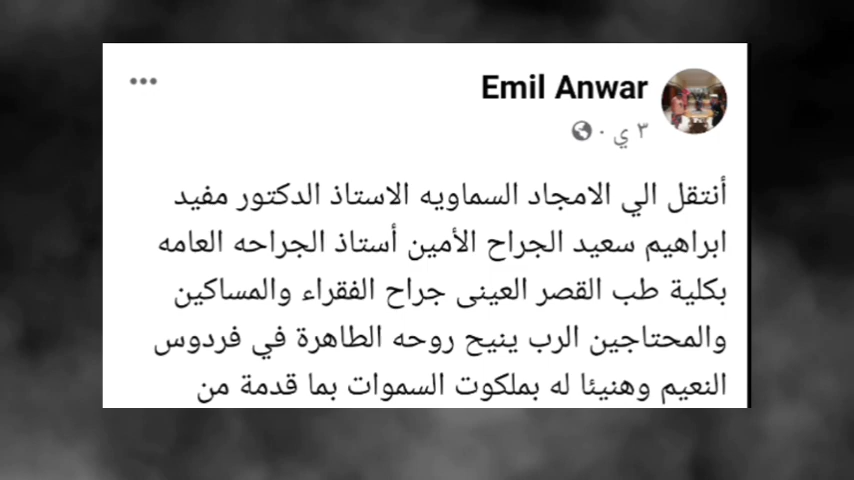 Emil Anwar
٣ ي ·
أنتقل الي الامجاد السماويه الاستاذ الدكتور مفيد
ابراهيم سعيد الجراح الأمين أستاذ الجراحه العامه
بكلية طب القصر العينى جراح الفقراء والمساكين
والمحتاجين الرب ينيح روحه الطاهرة في فردوس
النعيم وهنيئا له بملكوت السموات بما قدمة من